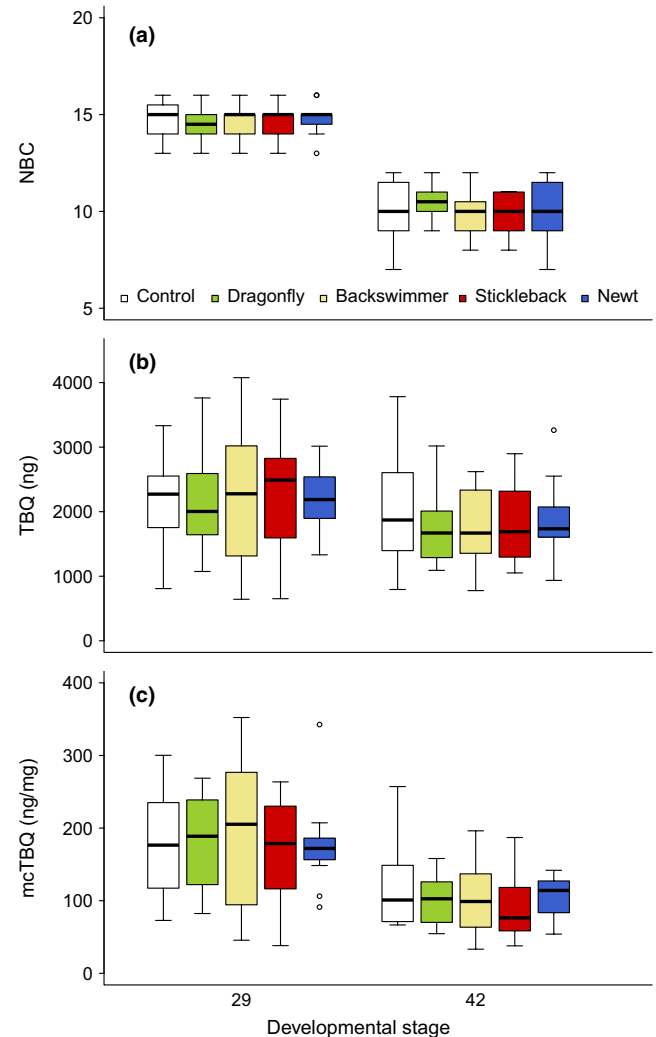 (a)
20
15
10
5
NBC
Control Dragonfly Backswimmer Stickleback Newt
(b)
4000
3000
2000
1000
0
TBQ (ng)
(c)
400
300
200
100
0
mcTBQ (ng/mg)
29 42
Developmental stage